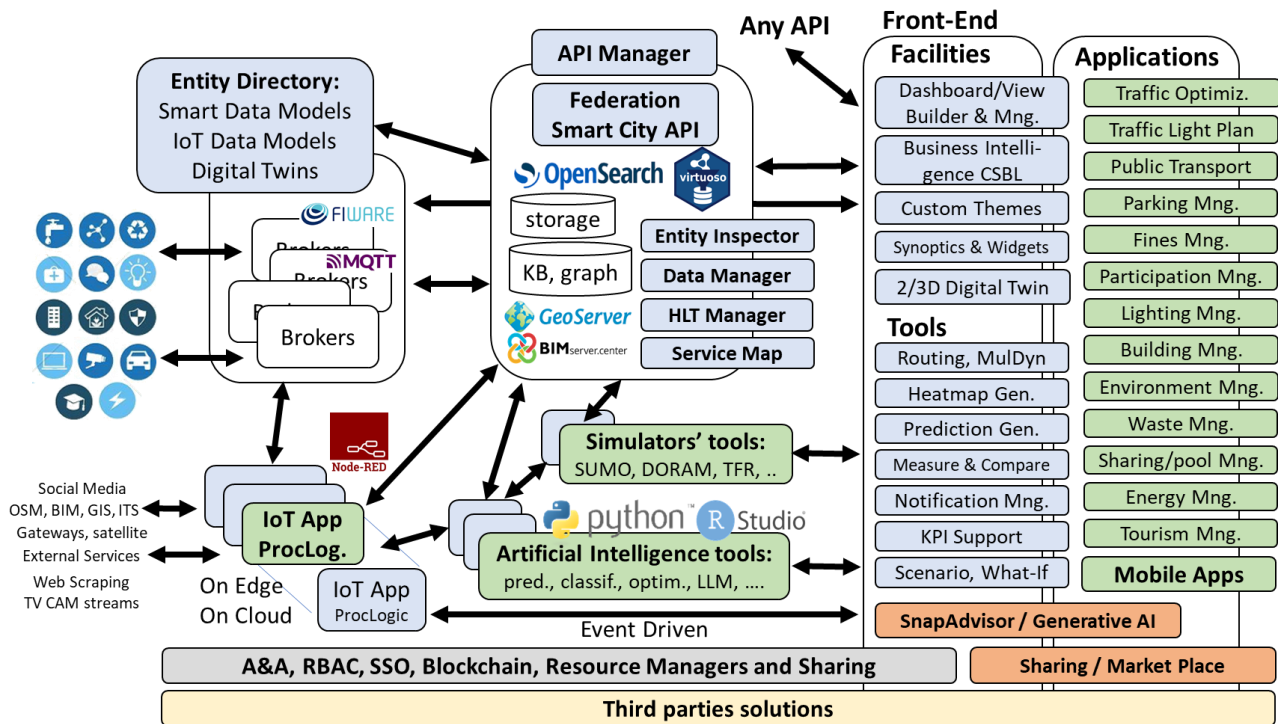 Any API
Front-End
API Manager
Facilities
Applications
Entity Directory:
Smart Data Models
IoT Data Models
Digital Twins
Federation
Smart City API
OpenSearch
virtuoso
storage
KB, graph
GeoServer
BIMserver.center
Entity Inspector
Data Manager
HLT Manager
Service Map
FIWARE
Brokers
MQTT
Brokers
Brokers
Dashboard/View
Builder & Mng.
Business Intelli-
gence CSBL
Custom Themes
Synoptics & Widgets
2/3D Digital Twin
Tools
Routing, MulDyn
Heatmap Gen.
Prediction Gen.
Measure & Compare
Notification Mng.
KPI Support
Scenario, What-If
Traffic Optimiz.
Traffic Light Plan
Public Transport
Parking Mng.
Fines Mng.
Participation Mng.
Lighting Mng.
Building Mng.
Environment Mng.
Waste Mng.
Sharing/pool Mng.
Energy Mng.
Tourism Mng.
Mobile Apps
Node-RED
Simulators' tools:
SUMO, DORAM, TFR, ..
python™
R Studio®
Artificial Intelligence tools:
pred., classif., optim., LLM, ....
Social Media
OSM, BIM, GIS, ITS
Gateways, satellite
External Services
Web Scraping
TV CAM streams
IoT App
ProcLog.
On Edge
On Cloud
IoT App
ProcLogic
Event Driven
SnapAdvisor / Generative AI
A&A, RBAC, SSO, Blockchain, Resource Managers and Sharing
Sharing / Market Place
Third parties solutions